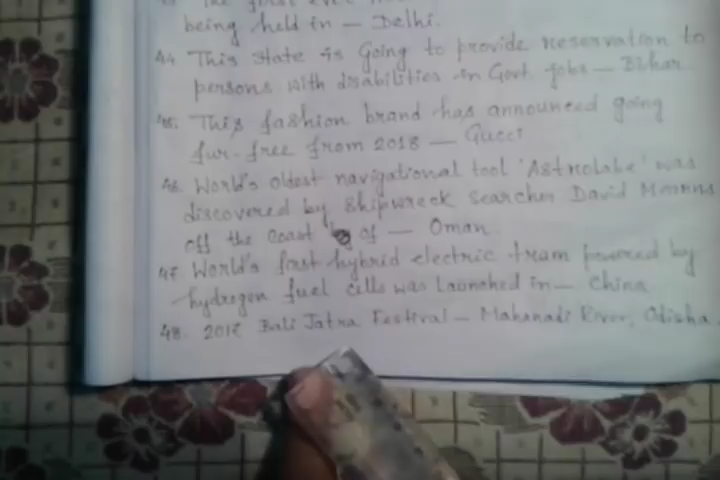 The first ever
being held in – Delhi.
44. This state is going to provide reservation to
persons with disabilities in Govt. jobs – Bihar
45. This fashion brand has announced going
fur-free from 2018 – Gucci
46. World's oldest navigational tool 'Astrolabe' was
discovered by shipwreck searcher David Mearns
off the coast of – Oman.
47. World's first hybrid electric tram powered by
hydrogen fuel cells was launched in – China
48. Bali Jatra Festival – Mahanadi River, Odisha.